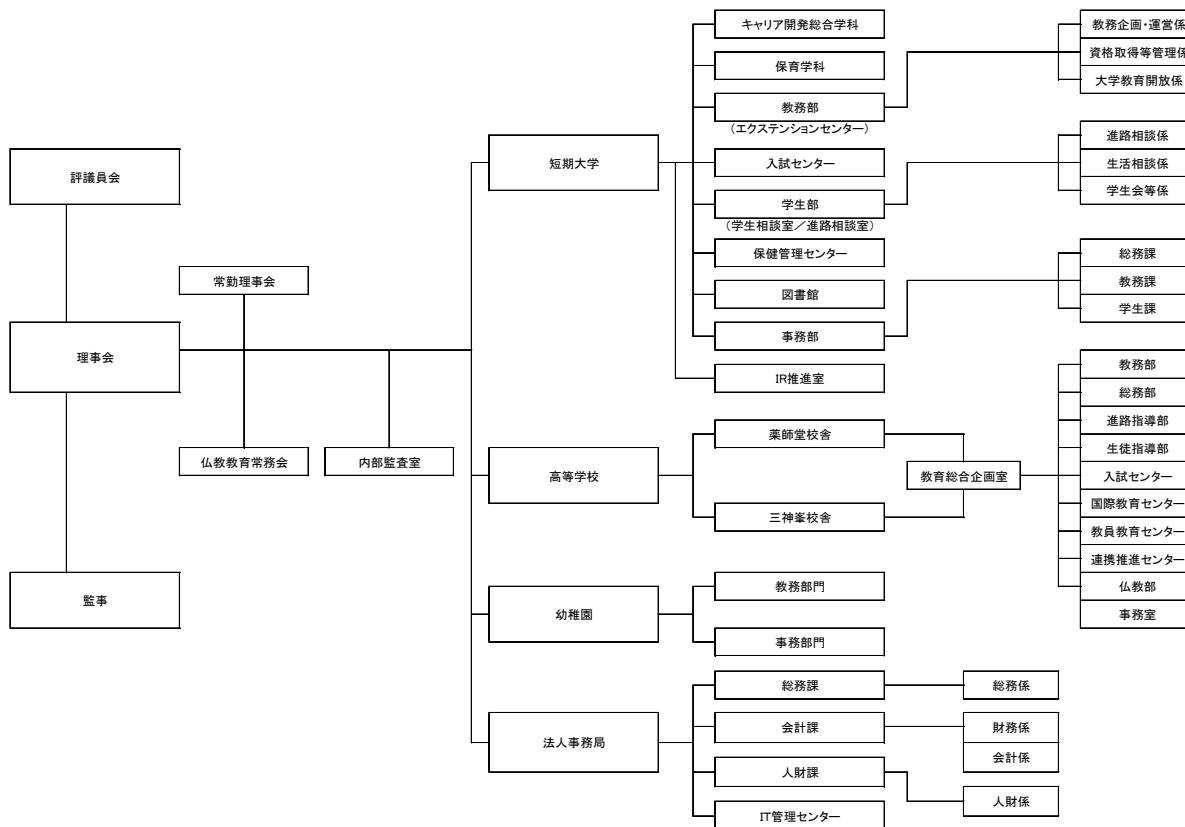 評議員会
理事会
監事
常勤理事会
仏教教育常務会
内部監査室
短期大学
キャリア開発総合学科
保育学科
教務部
（エクステンションセンター）
入試センター
学生部
（学生相談室／進路相談室）
保健管理センター
図書館
事務部
IR推進室
教務企画・運営係
資格取得等管理係
大学教育開放係
進路相談係
生活相談係
学生会等係
総務課
教務課
学生課
高等学校
薬師堂校舎
三神峯校舎
教育総合企画室
教務部
総務部
進路指導部
生徒指導部
入試センター
国際教育センター
教員教育センター
連携推進センター
仏教部
事務室
幼稚園
教務部門
事務部門
法人事務局
総務課
会計課
人財課
IT管理センター
総務係
財務係
会計係
人財係